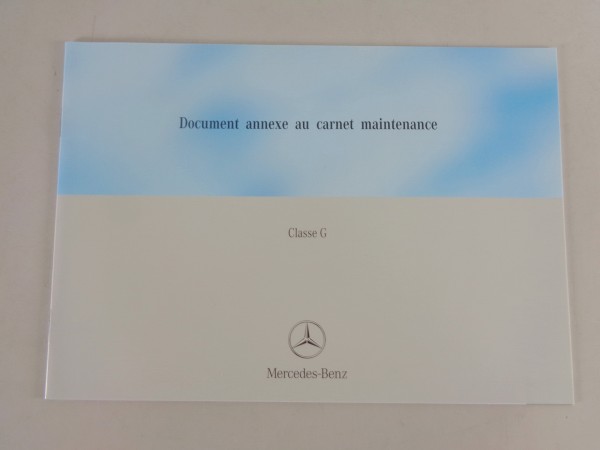 Document annexe au carnet maintenance
Classe G
Mercedes-Benz